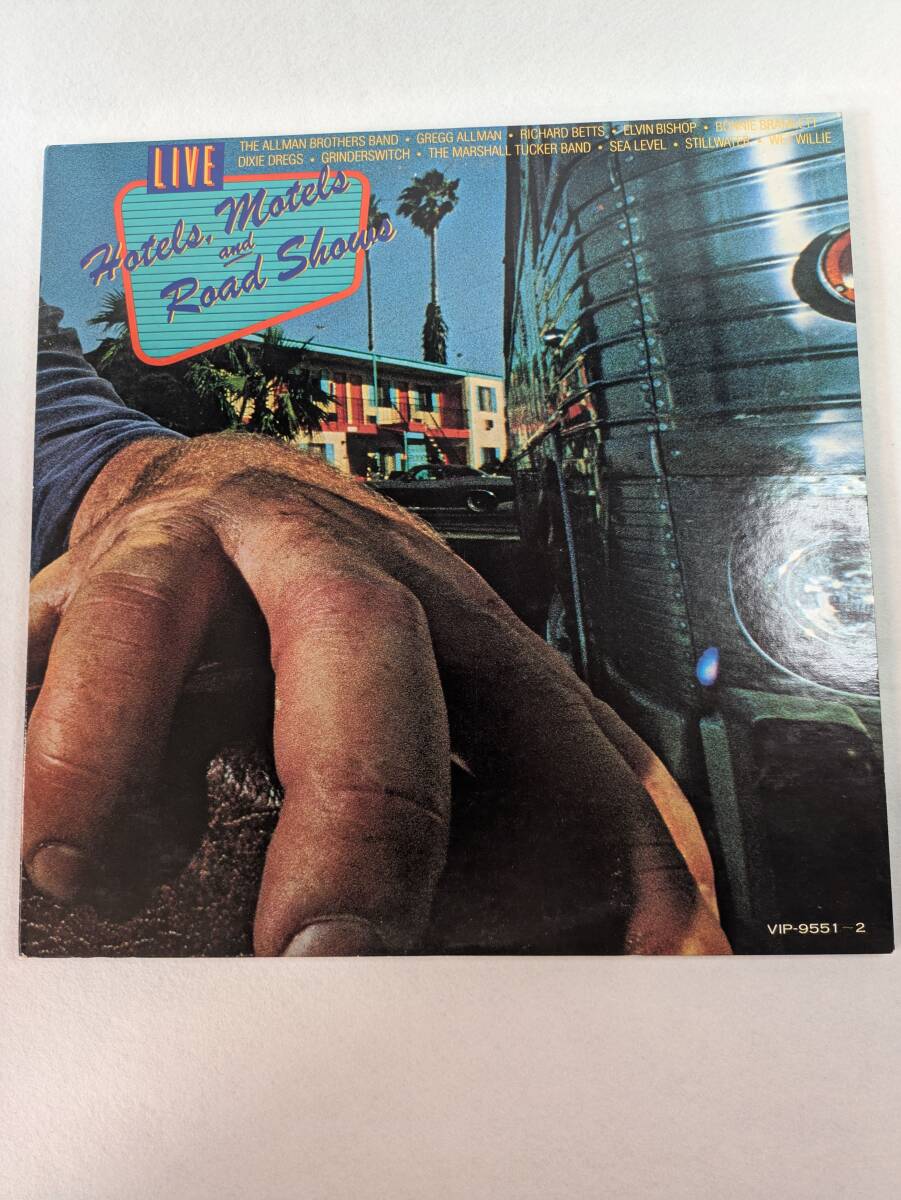 THE ALLMAN BROTHERS BAND • GREGG ALLMAN • RICHARD BETTS • ELVIN BISHOP • BONNIE BRAMLETT
DIXIE DREGS • GRINDERSWITCH • THE MARSHALL TUCKER BAND • SEA LEVEL • STILLWATER • WET WILLIE
LIVE
Hotels, Motels
and
Road Shows
VIP-9551~2